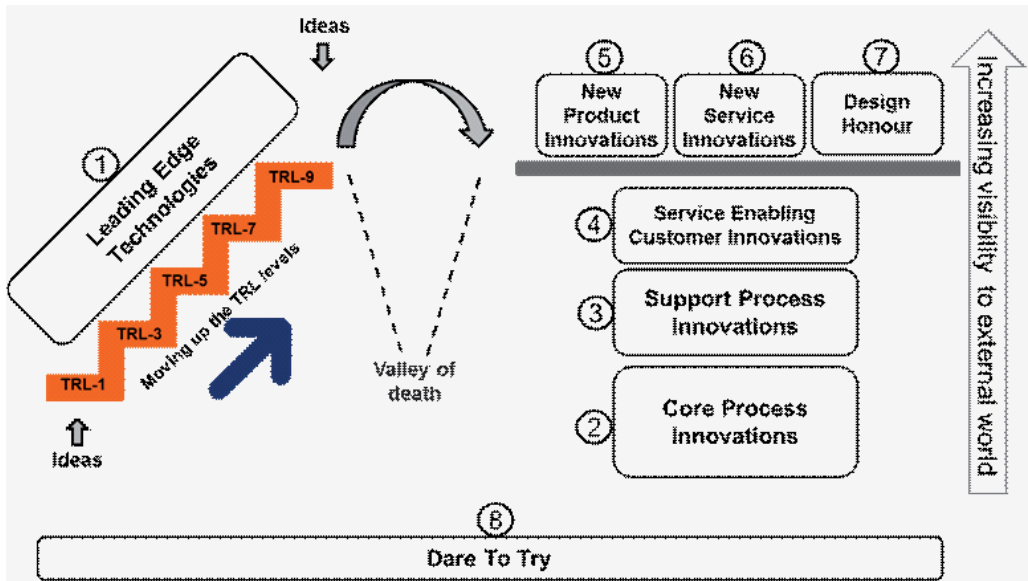 Ideas
1
Leading Edge
Technologies
TRL-9
TRL-7
TRL-5
TRL-3
TRL-1
Moving up the TRL levels
Ideas
Valley of
death
5
New
Product
Innovations
6
New
Service
Innovations
7
Design
Honour
4
Service Enabling
Customer Innovations
3
Support Process
Innovations
2
Core Process
Innovations
Increasing visibility to external world
8
Dare To Try